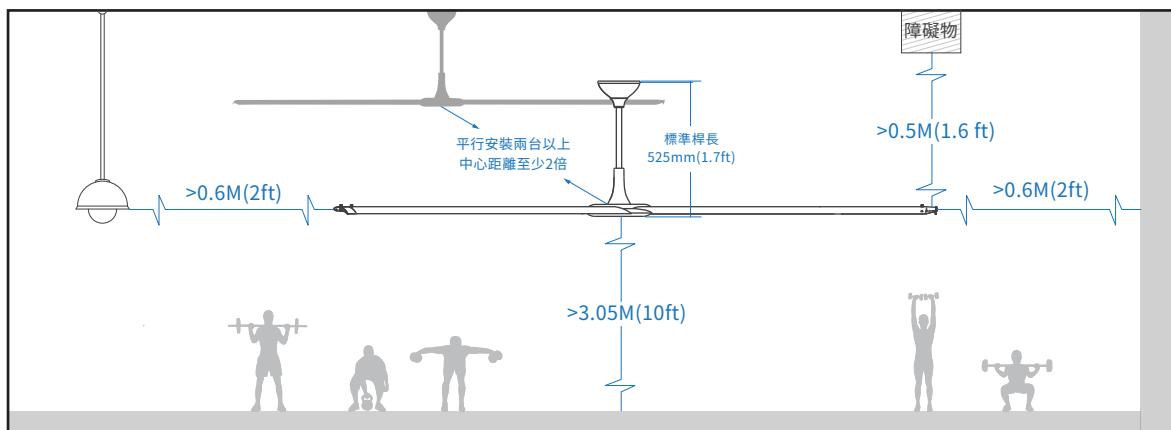 障礙物
>0.5M(1.6 ft)
標準桿長
525mm(1.7ft)
平行安裝兩台以上
中心距離至少2倍
>0.6M(2ft)
>0.6M(2ft)
>3.05M(10ft)